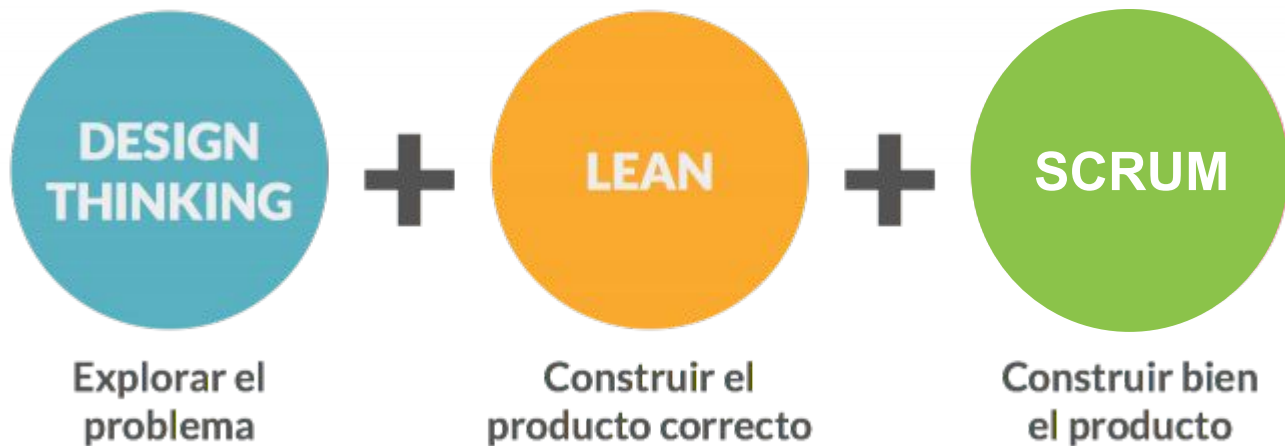 DESIGN
THINKING
LEAN
SCRUM
Explorar el
problema
Construir el
producto correcto
Construir bien
el producto